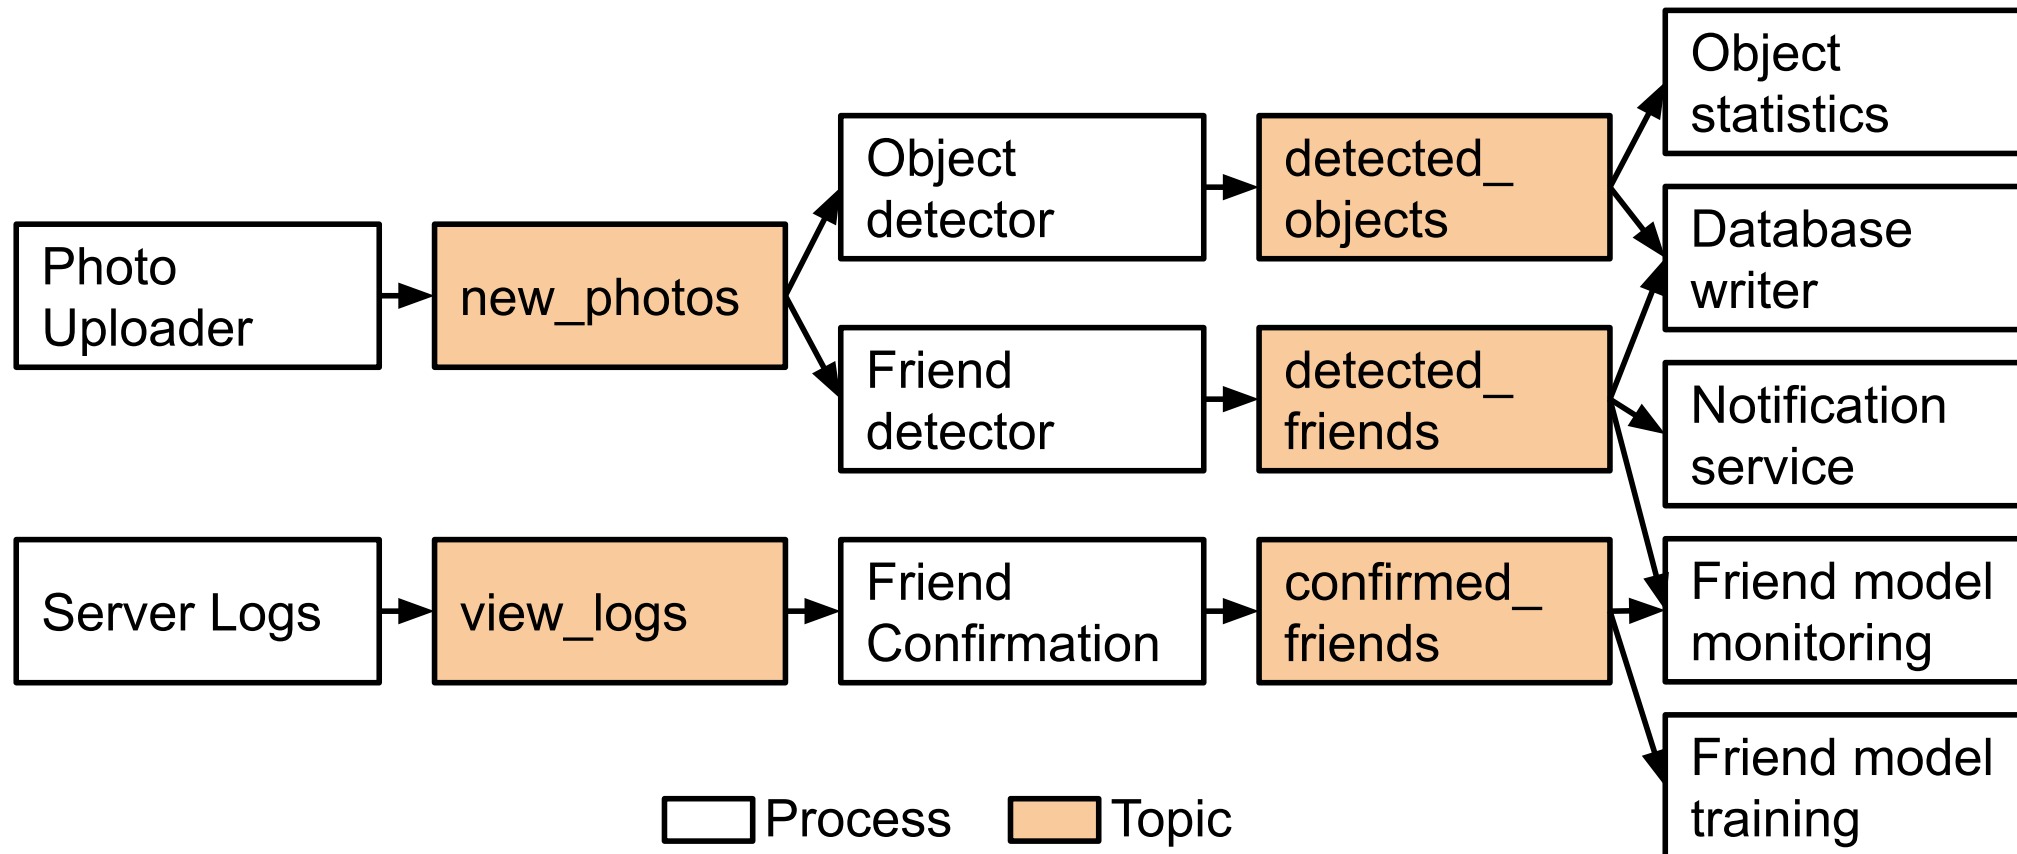 Photo
Uploader
new_photos
Object
detector
detected_
objects
Object
statistics
Database
writer
Friend
detector
detected_
friends
Notification
service
Server Logs
view_logs
Friend
Confirmation
confirmed_
friends
Friend model
monitoring
Friend model
training
Process
Topic